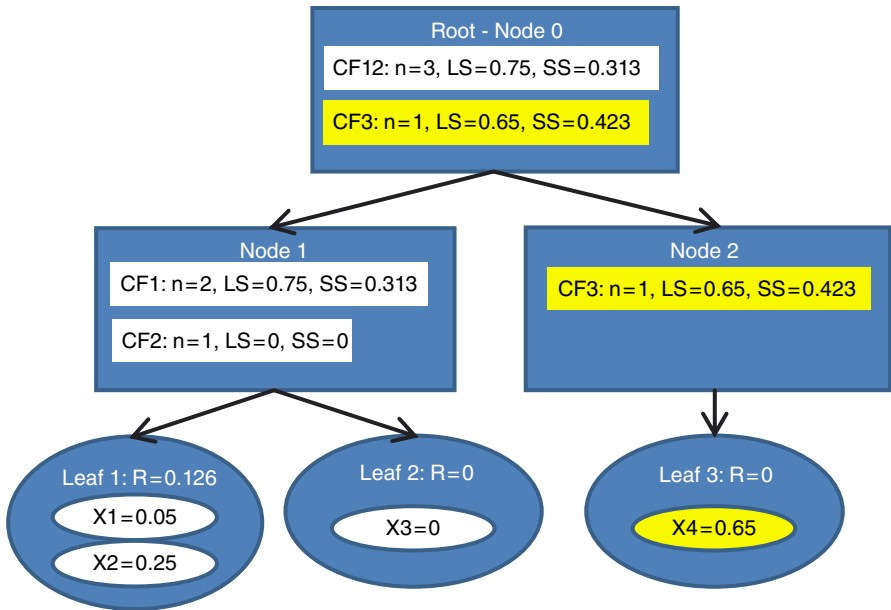 Root - Node 0
CF12: n=3, LS=0.75, SS=0.313
CF3: n=1, LS=0.65, SS=0.423
Node 1
CF1: n=2, LS=0.75, SS=0.313
CF2: n=1, LS=0, SS=0
Node 2
CF3: n=1, LS=0.65, SS=0.423
Leaf 1: R=0.126
X1=0.05
X2=0.25
Leaf 2: R=0
X3=0
Leaf 3: R=0
X4=0.65